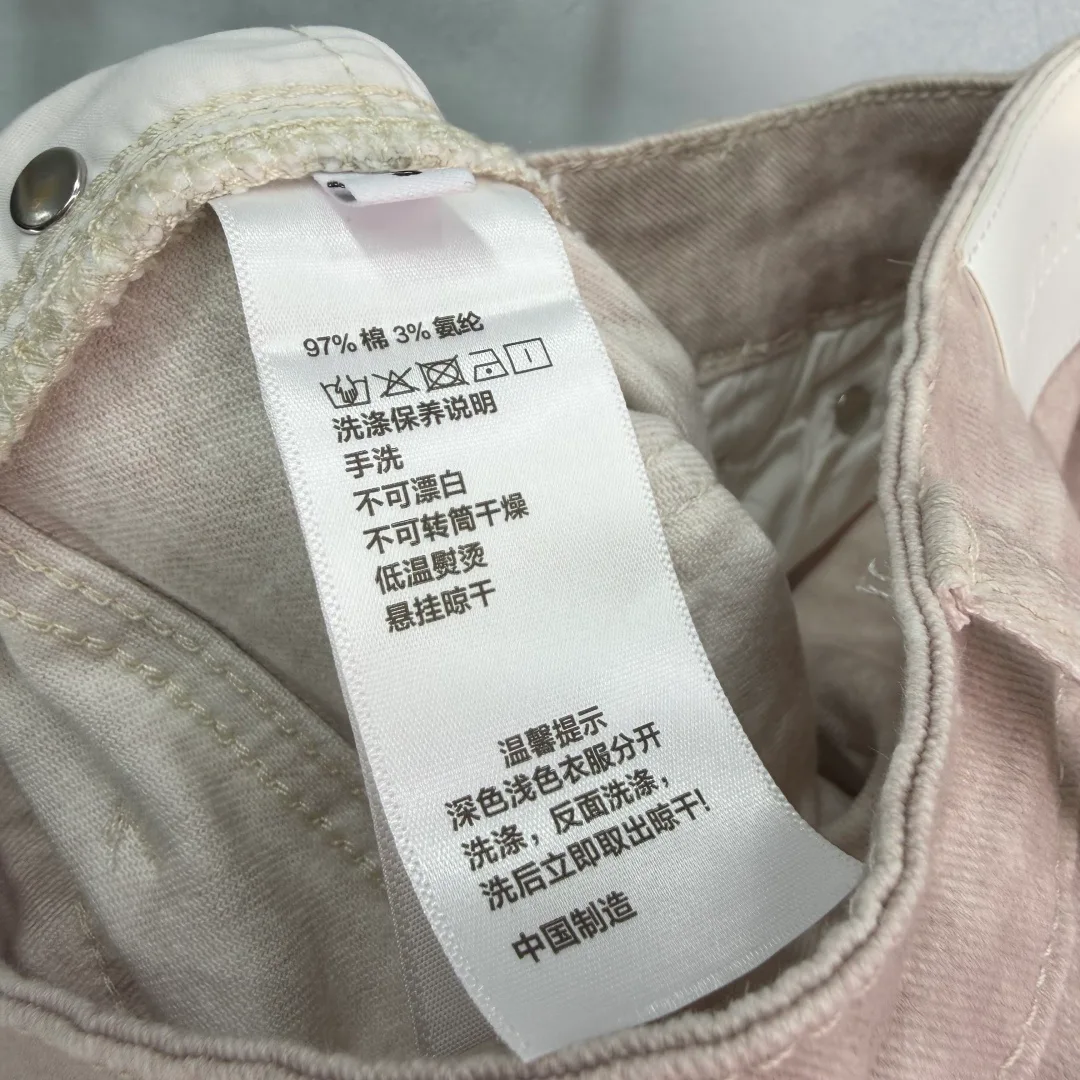 97% 棉 3% 氨纶
洗涤保养说明
手洗
不可漂白
不可转筒干燥
低温熨烫
悬挂晾干
温馨提示
深色浅色衣服分开
洗涤，反面洗涤，
洗后立即取出晾干!
中国制造